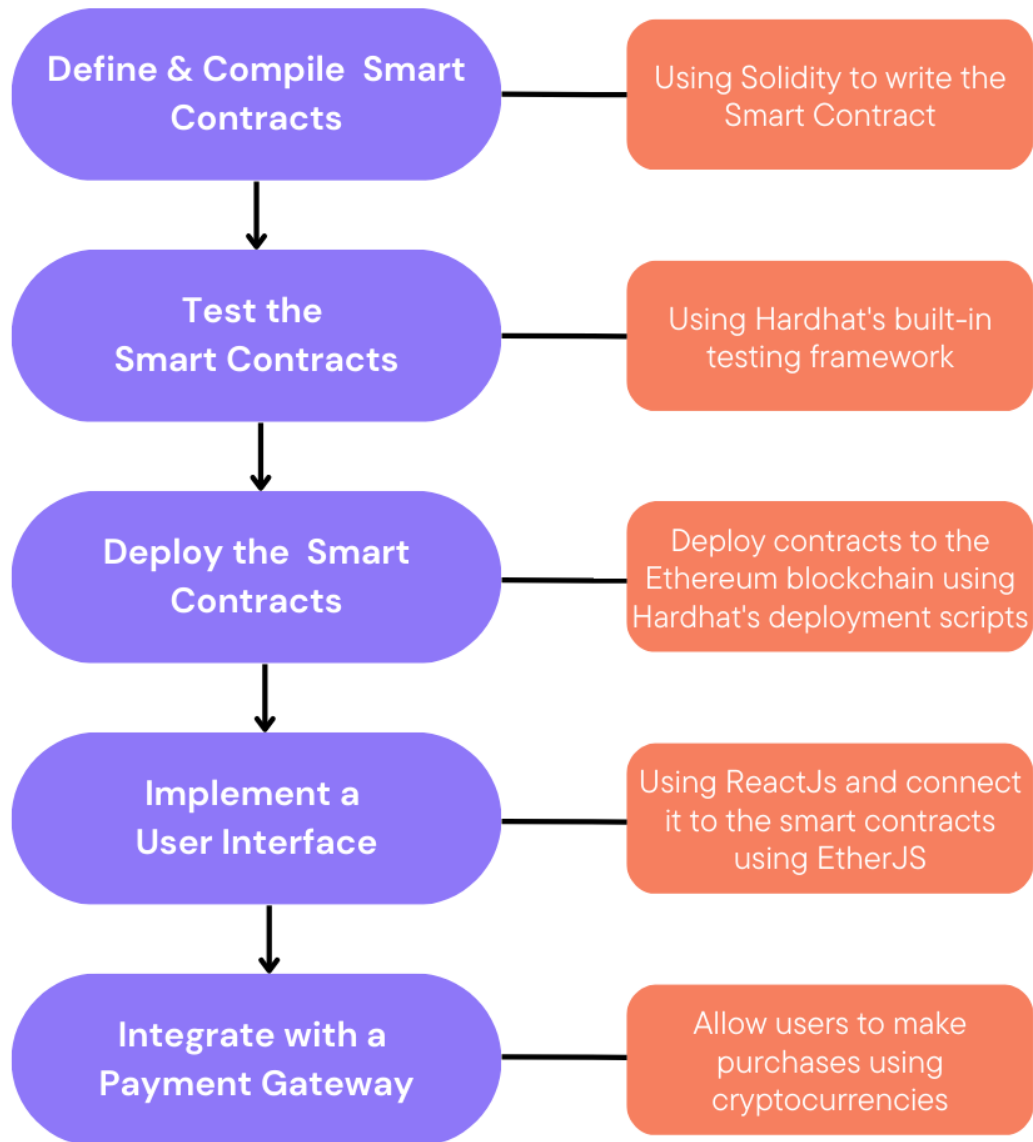 Define & Compile Smart
Contracts
Using Solidity to write the
Smart Contract
Test the
Smart Contracts
Using Hardhat's built-in
testing framework
Deploy the Smart
Contracts
Deploy contracts to the
Ethereum blockchain using
Hardhat's deployment scripts
Implement a
User Interface
Using ReactJs and connect
it to the smart contracts
using EtherJS
Integrate with a
Payment Gateway
Allow users to make
purchases using
cryptocurrencies